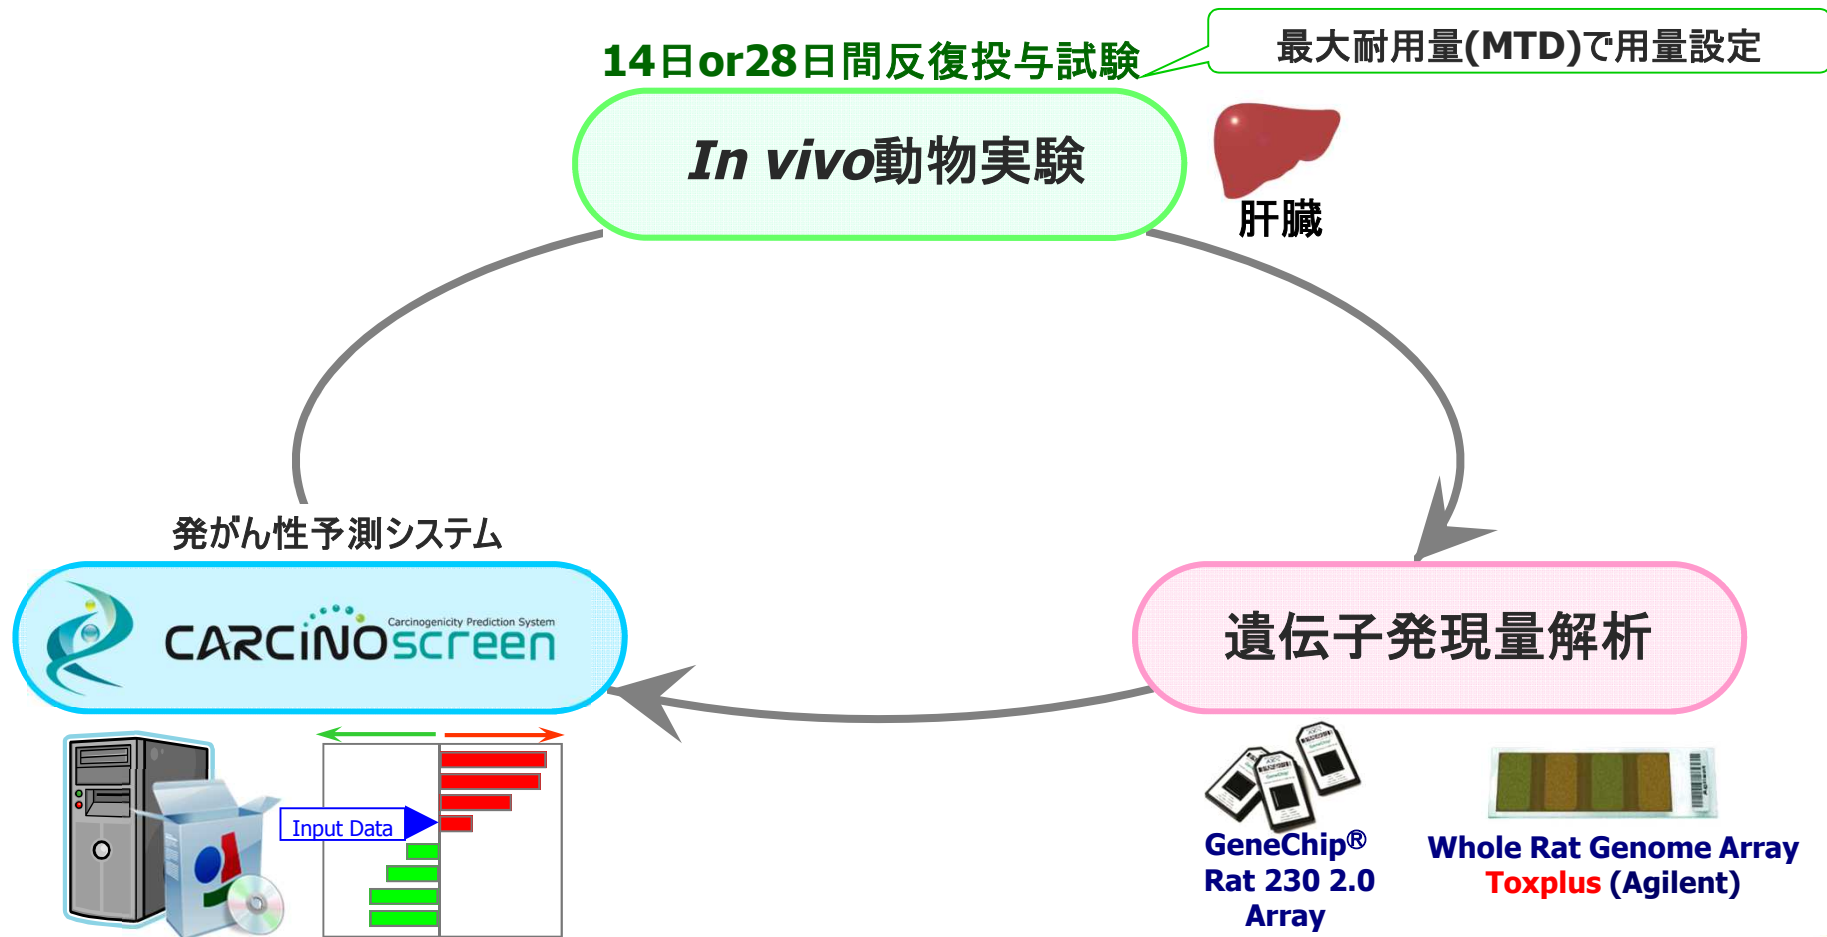 最大耐用量(MTD)で用量設定
14日or28日間反復投与試験
In vivo動物実験
肝臓
発がん性予測システム
Carcinogenicity Prediction System
CARCINOscreen
遺伝子発現量解析
Input Data
GeneChip®
Rat 230 2.0
Array
Whole Rat Genome Array
Toxplus (Agilent)
GeneChip
Agilent